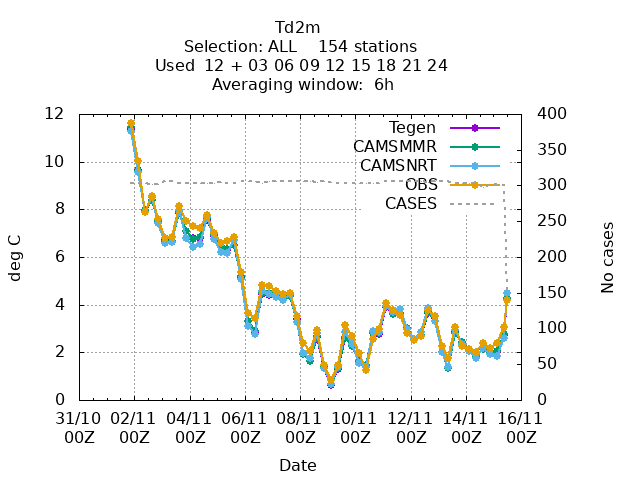 Td2m
Selection: ALL    154 stations
Used  12 + 03 06 09 12 15 18 21 24
Averaging window:  6h
12
10
8
6
4
2
0
deg C
400
350
300
250
200
150
100
50
0
No cases
Tegen
CAMSMMR
CAMSNRT
OBS
CASES
31/10 02/11 04/11 06/11 08/11 10/11 12/11 14/11 16/11
00Z 00Z 00Z 00Z 00Z 00Z 00Z 00Z 00Z
Date